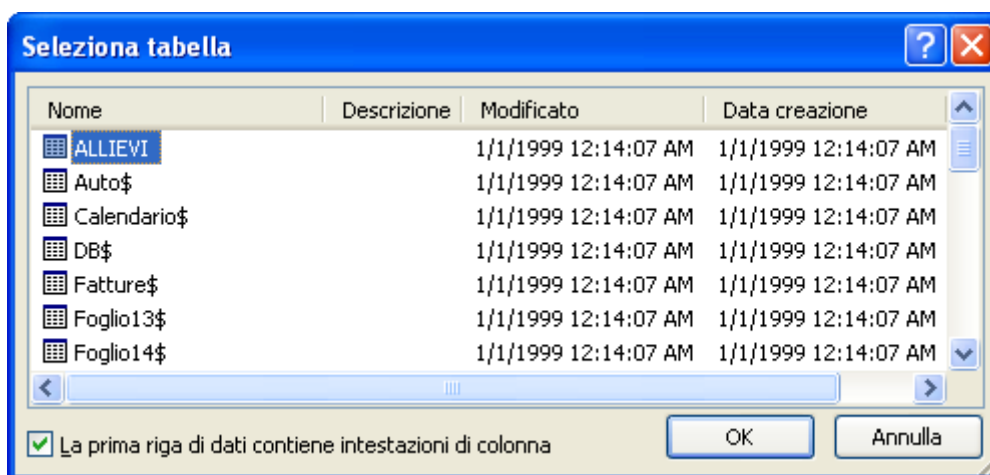 Seleziona tabella
Nome Descrizione Modificato Data creazione
ALLIEVI 1/1/1999 12:14:07 AM 1/1/1999 12:14:07 AM
Auto$ 1/1/1999 12:14:07 AM 1/1/1999 12:14:07 AM
Calendario$ 1/1/1999 12:14:07 AM 1/1/1999 12:14:07 AM
DB$ 1/1/1999 12:14:07 AM 1/1/1999 12:14:07 AM
Fatture$ 1/1/1999 12:14:07 AM 1/1/1999 12:14:07 AM
Foglio13$ 1/1/1999 12:14:07 AM 1/1/1999 12:14:07 AM
Foglio14$ 1/1/1999 12:14:07 AM 1/1/1999 12:14:07 AM
La prima riga di dati contiene intestazioni di colonna OK Annulla